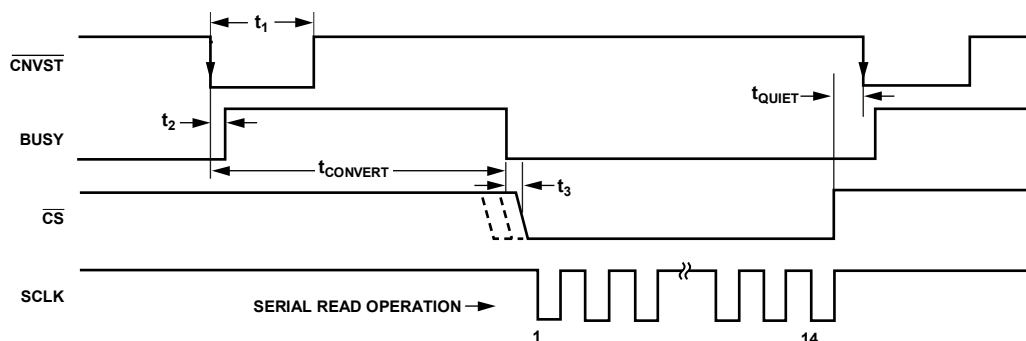 t1
CNVST
tQUIET
t2
BUSY
tCONVERT
t3
CS
SCLK
SERIAL READ OPERATION
1
14